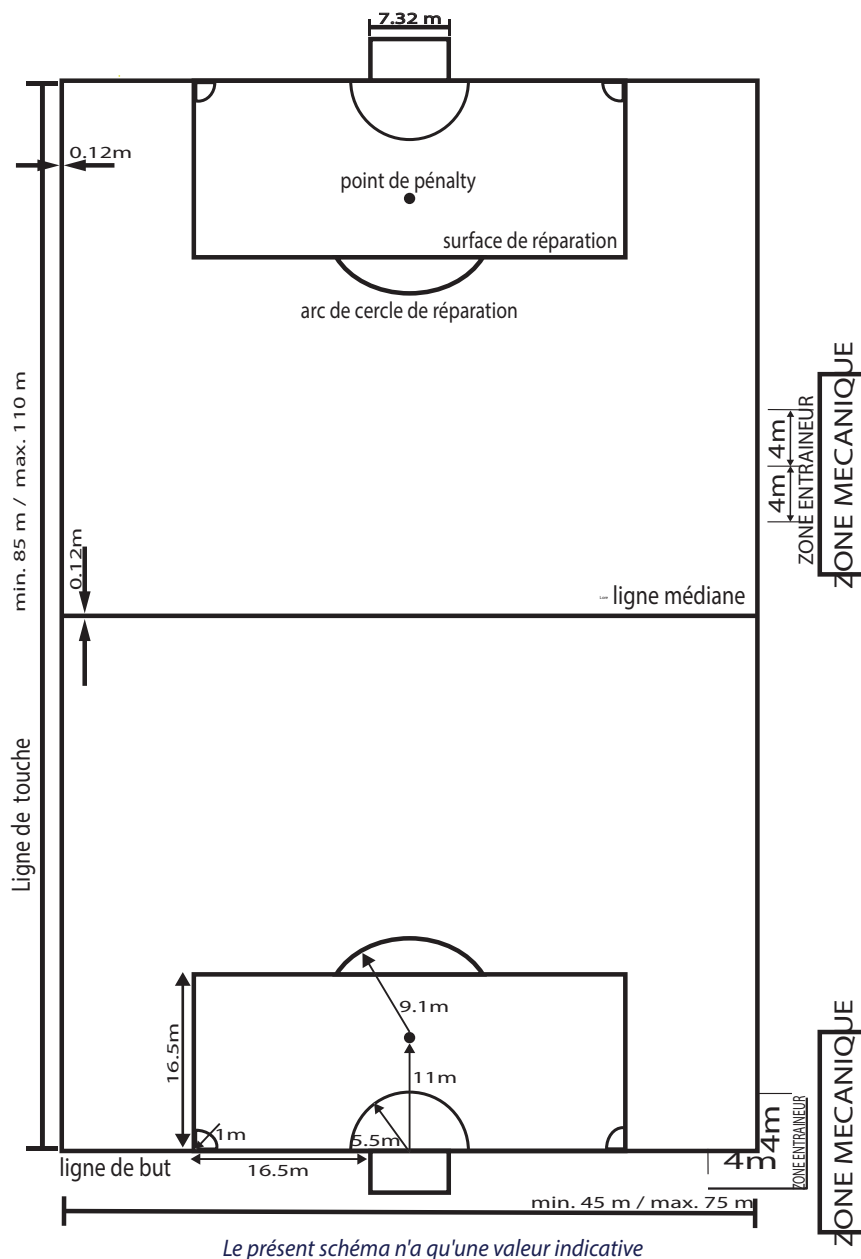 7.32 m
0.12m
point de pénalty
surface de réparation
arc de cercle de réparation
min. 85 m / max. 110 m
4m
4m
ZONE ENTRAINEUR
ZONE MECANIQUE
0.12m
ligne médiane
Ligne de touche
9.1m
16.5m
11m
1m
5.5m
ligne de but
16.5m
4m
4m
ZONE ENTRAINEUR
ZONE MECANIQUE
min. 45 m / max. 75 m
Le présent schéma n'a qu'une valeur indicative